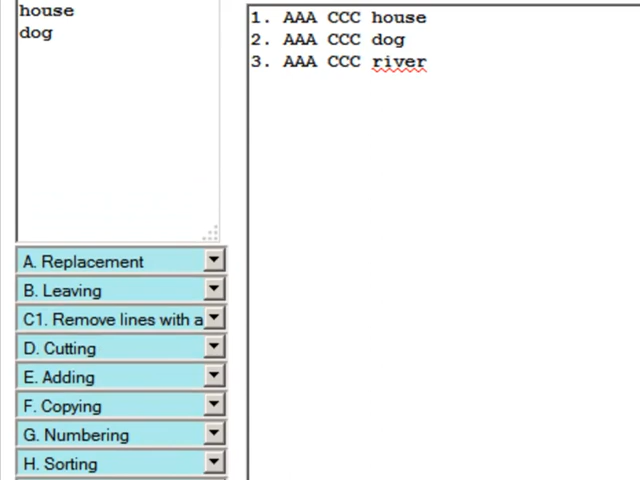 house
dog
1. AAA CCC house
2. AAA CCC dog
3. AAA CCC river
A. Replacement
B. Leaving
C1. Remove lines with a
D. Cutting
E. Adding
F. Copying
G. Numbering
H. Sorting